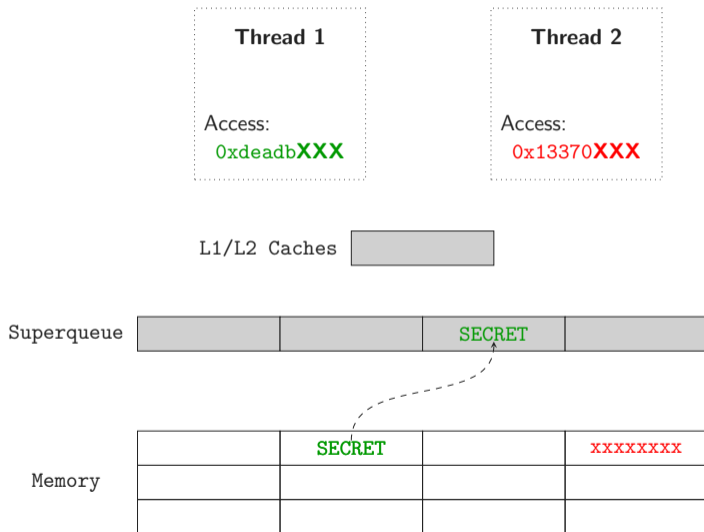 Thread 1
Thread 2
Access:
0xdeadbXXX
Access:
0x13370XXX
L1/L2 Caches
Superqueue
SECRET
SECRET
xxxxxxxx
Memory